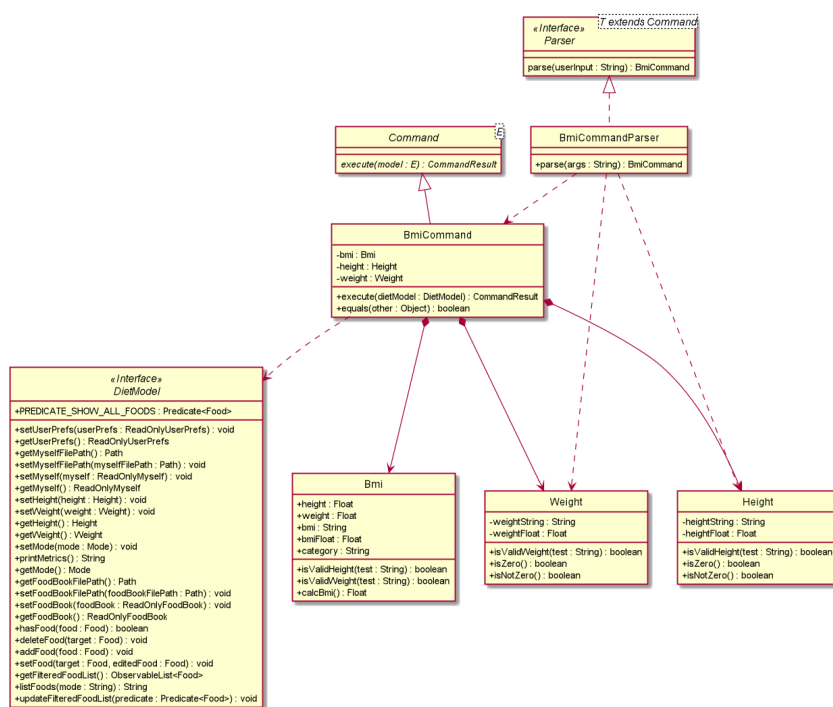 T extends Command
«Interface»
Parser
parse(userInput : String) : BmiCommand
Command
E
execute(model : E) : CommandResult
BmiCommandParser
+parse(args : String) : BmiCommand
BmiCommand
-bmi : Bmi
-height : Height
-weight : Weight
+execute(dietModel : DietModel) : CommandResult
+equals(other : Object) : boolean
«Interface»
DietModel
+PREDICATE_SHOW_ALL_FOODS : Predicate<Food>
+setUserPrefs(userPrefs : ReadOnlyUserPrefs) : void
+getUserPrefs() : ReadOnlyUserPrefs
+getMyselfFilePath() : Path
+setMyselfFilePath(myselfFilePath : Path) : void
+setMyself(myself : ReadOnlyMyself) : void
+getMyself() : ReadOnlyMyself
+setHeight(height : Height) : void
+setWeight(weight : Weight) : void
+getHeight() : Height
+getWeight() : Weight
+setMode(mode : Mode) : void
+printMetrics() : String
+getMode() : Mode
+getFoodBookFilePath() : Path
+setFoodBookFilePath(foodBookFilePath : Path) : void
+setFoodBook(foodBook : ReadOnlyFoodBook) : void
+getFoodBook() : ReadOnlyFoodBook
+hasFood(food : Food) : boolean
+deleteFood(target : Food) : void
+addFood(food : Food) : void
+setFood(target : Food, editedFood : Food) : void
+getFilteredFoodList() : ObservableList<Food>
+listFoods(mode : String) : String
+updateFilteredFoodList(predicate : Predicate<Food>) : void
Bmi
+height : Float
+weight : Float
+bmi : String
+bmiFloat : Float
+category : String
+isValidHeight(test : String) : boolean
+isValidWeight(test : String) : boolean
+calcBmi() : Float
Weight
-weightString : String
-weightFloat : Float
+isValidWeight(test : String) : boolean
+isZero() : boolean
+isNotZero() : boolean
Height
-heightString : String
-heightFloat : Float
+isValidHeight(test : String) : boolean
+isZero() : boolean
+isNotZero() : boolean